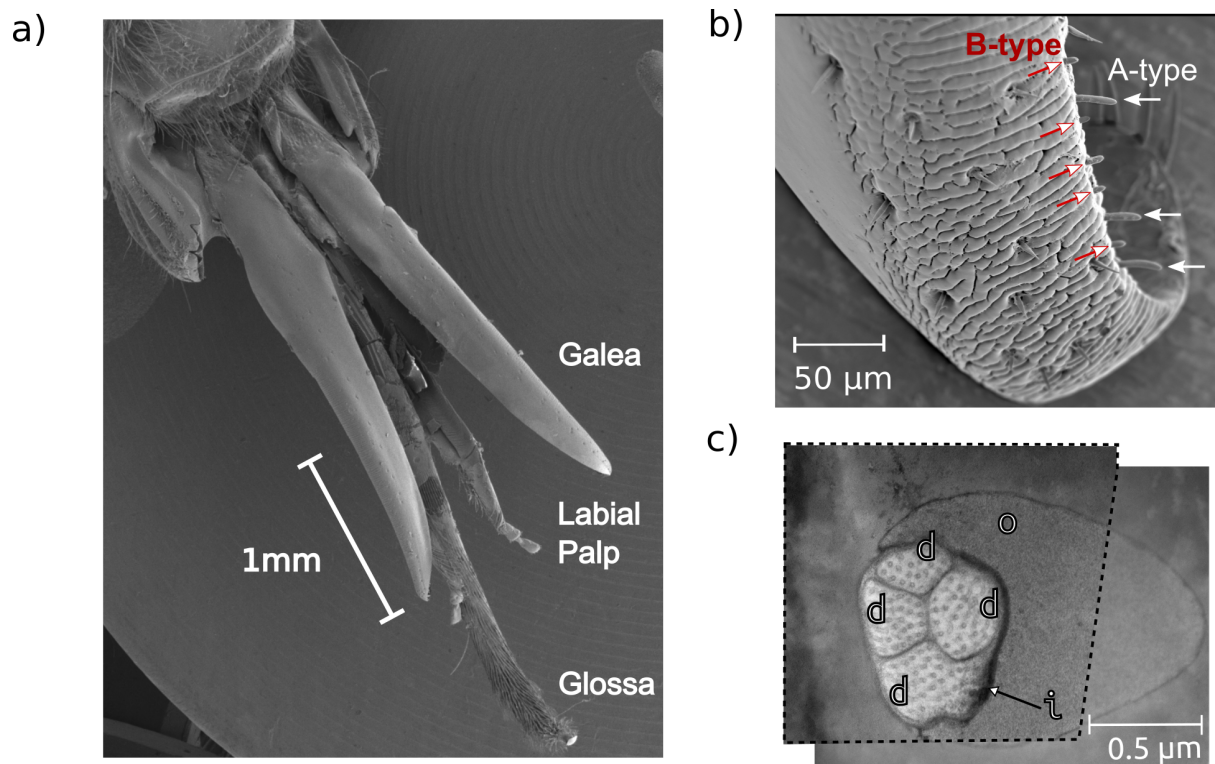 a)
Galea
Labial
Palp
1mm
Glossa
b)
B-type
A-type
50 µm
c)
o
d
d
d
d
i
0.5 µm